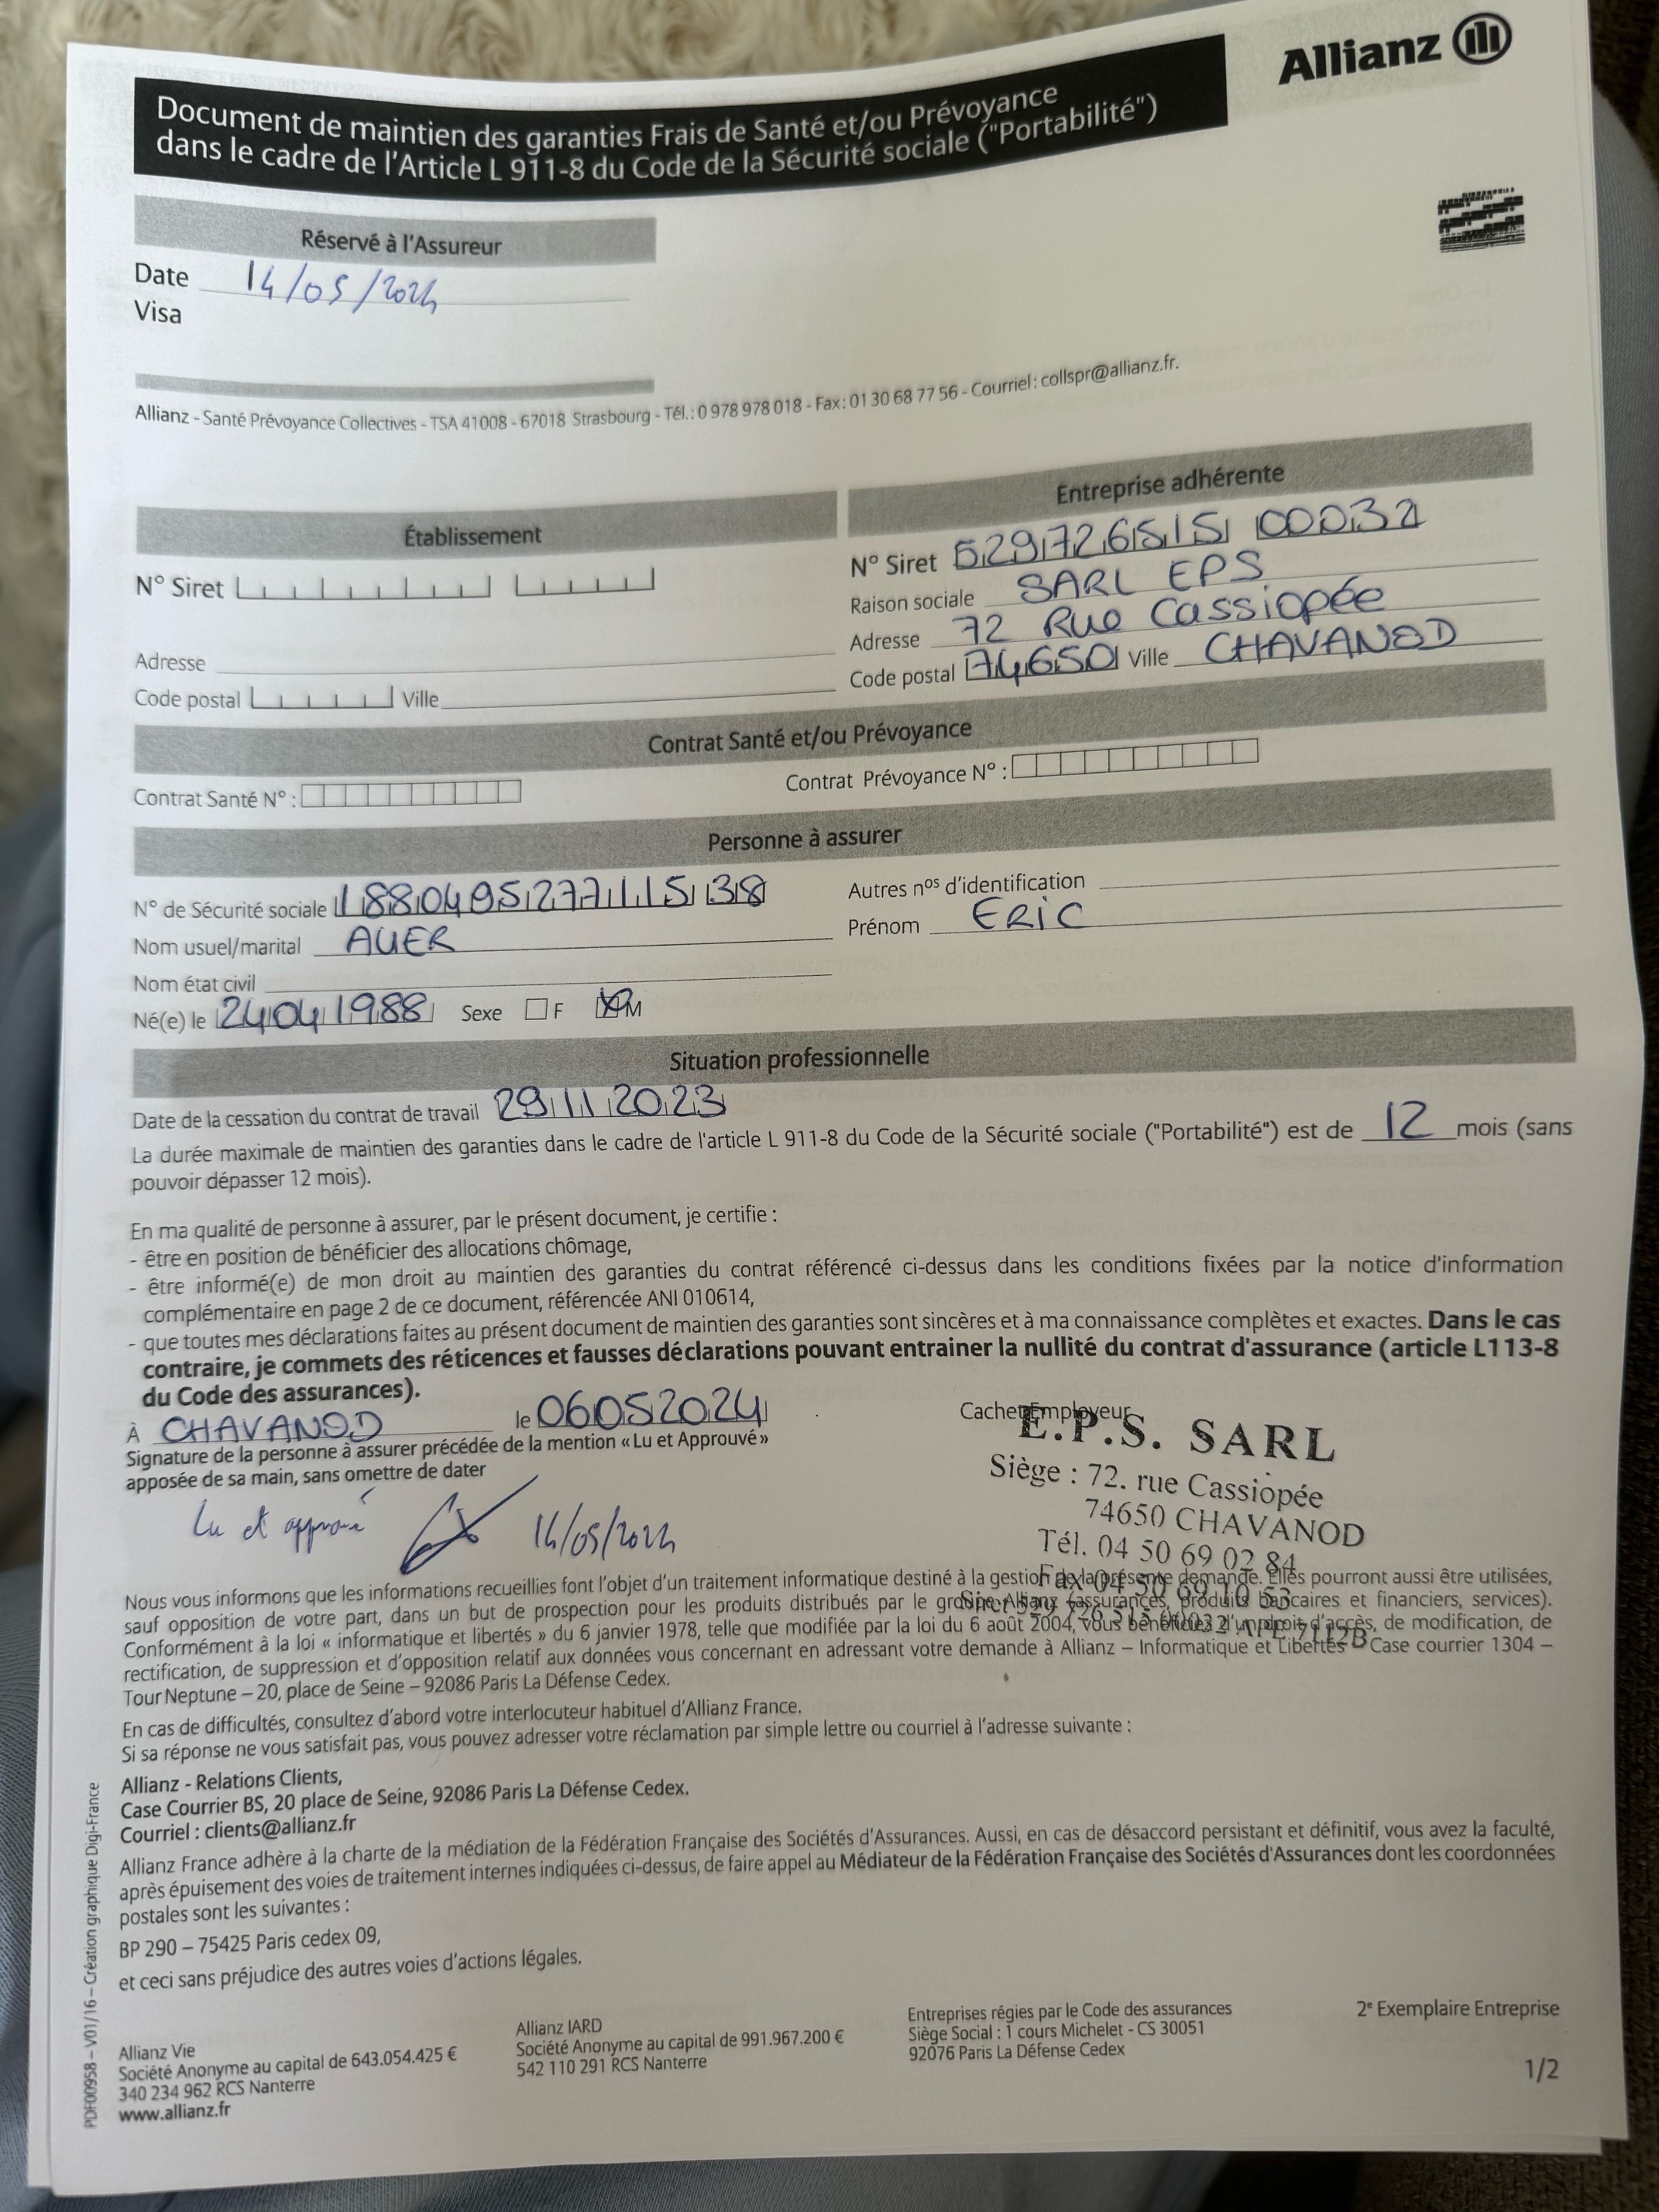 Allianz
Document de maintien des garanties Frais de Santé et/ou Prévoyance
dans le cadre de l'Article L 911-8 du Code de la Sécurité sociale ("Portabilité")
Réservé à l'Assureur
Date 14/05/2024
Visa
Allianz - Santé Prévoyance Collectives - TSA 41008 - 67018 Strasbourg - Tél.: 0 978 978 018 - Fax: 01 30 68 77 56 - Courriel: collspr@allianz.fr.
Établissement
N° Siret
Adresse
Code postal Ville
Entreprise adhérente
N° Siret 529726515 00032
Raison sociale SARL EPS
Adresse 72 Rue Cassiopée
Code postal 74650 Ville CHAVANOD
Contrat Santé et/ou Prévoyance
Contrat Santé N° : Contrat Prévoyance N° :
Personne à assurer
N° de Sécurité sociale 1880495277115 38 Autres nos d'identification
Nom usuel/marital AUER Prénom ERIC
Nom état civil
Né(e) le 24041988 Sexe F M
Situation professionnelle
Date de la cessation du contrat de travail 29112023
La durée maximale de maintien des garanties dans le cadre de l'article L 911-8 du Code de la Sécurité sociale ("Portabilité") est de 12 mois (sans
pouvoir dépasser 12 mois).
En ma qualité de personne à assurer, par le présent document, je certifie :
- être en position de bénéficier des allocations chômage,
- être informé(e) de mon droit au maintien des garanties du contrat référencé ci-dessus dans les conditions fixées par la notice d'information
complémentaire en page 2 de ce document, référencée ANI 010614,
- que toutes mes déclarations faites au présent document de maintien des garanties sont sincères et à ma connaissance complètes et exactes. Dans le cas
contraire, je commets des réticences et fausses déclarations pouvant entrainer la nullité du contrat d'assurance (article L113-8
du Code des assurances).
À CHAVANOD le 06052024
Signature de la personne à assurer précédée de la mention « Lu et Approuvé »
apposée de sa main, sans omettre de dater
Lu et approuvé 14/05/2024
Cachet Employeur
E.P.S. SARL
Siège : 72. rue Cassiopée
74650 CHAVANOD
Tél. 04 50 69 02 84
Fax 04 50 69 10 53
Nous vous informons que les informations recueillies font l'objet d'un traitement informatique destiné à la gestion de la présente demande. Elles pourront aussi être utilisées,
sauf opposition de votre part, dans un but de prospection pour les produits distribués par le groupe Allianz (assurances, produits bancaires et financiers, services).
Conformément à la loi « informatique et libertés » du 6 janvier 1978, telle que modifiée par la loi du 6 août 2004, vous bénéficiez d'un droit d'accès, de modification, de
rectification, de suppression et d'opposition relatif aux données vous concernant en adressant votre demande à Allianz – Informatique et Libertés Case courrier 1304 –
Tour Neptune – 20, place de Seine – 92086 Paris La Défense Cedex.
En cas de difficultés, consultez d'abord votre interlocuteur habituel d'Allianz France.
Si sa réponse ne vous satisfait pas, vous pouvez adresser votre réclamation par simple lettre ou courriel à l'adresse suivante :
Allianz - Relations Clients,
Case Courrier BS, 20 place de Seine, 92086 Paris La Défense Cedex.
Courriel : clients@allianz.fr
Allianz France adhère à la charte de la médiation de la Fédération Française des Sociétés d'Assurances. Aussi, en cas de désaccord persistant et définitif, vous avez la faculté,
après épuisement des voies de traitement internes indiquées ci-dessus, de faire appel au Médiateur de la Fédération Française des Sociétés d'Assurances dont les coordonnées
postales sont les suivantes :
BP 290 – 75425 Paris cedex 09,
et ceci sans préjudice des autres voies d'actions légales.
PDF00958 – V01/16 – Création graphique Digi-France
Allianz Vie
Société Anonyme au capital de 643.054.425 €
340 234 962 RCS Nanterre
www.allianz.fr
Allianz IARD
Société Anonyme au capital de 991.967.200 €
542 110 291 RCS Nanterre
Entreprises régies par le Code des assurances
Siège Social : 1 cours Michelet - CS 30051
92076 Paris La Défense Cedex
2e Exemplaire Entreprise
1/2